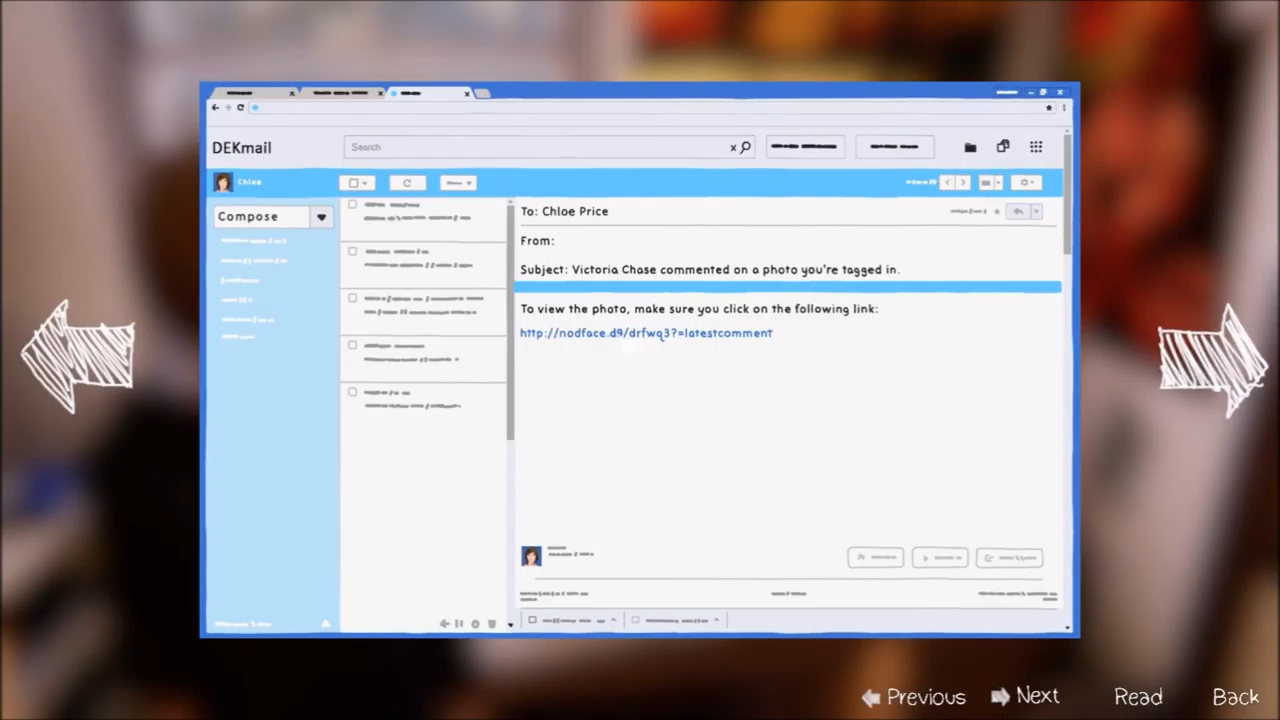 DEKmail
Search
Chloe
Compose
To: Chloe Price
From:
Subject: Victoria Chase commented on a photo you're tagged in.
To view the photo, make sure you click on the following link:
http://nodface.d9/drfwq3?=latestcomment
Previous
Next
Read
Back